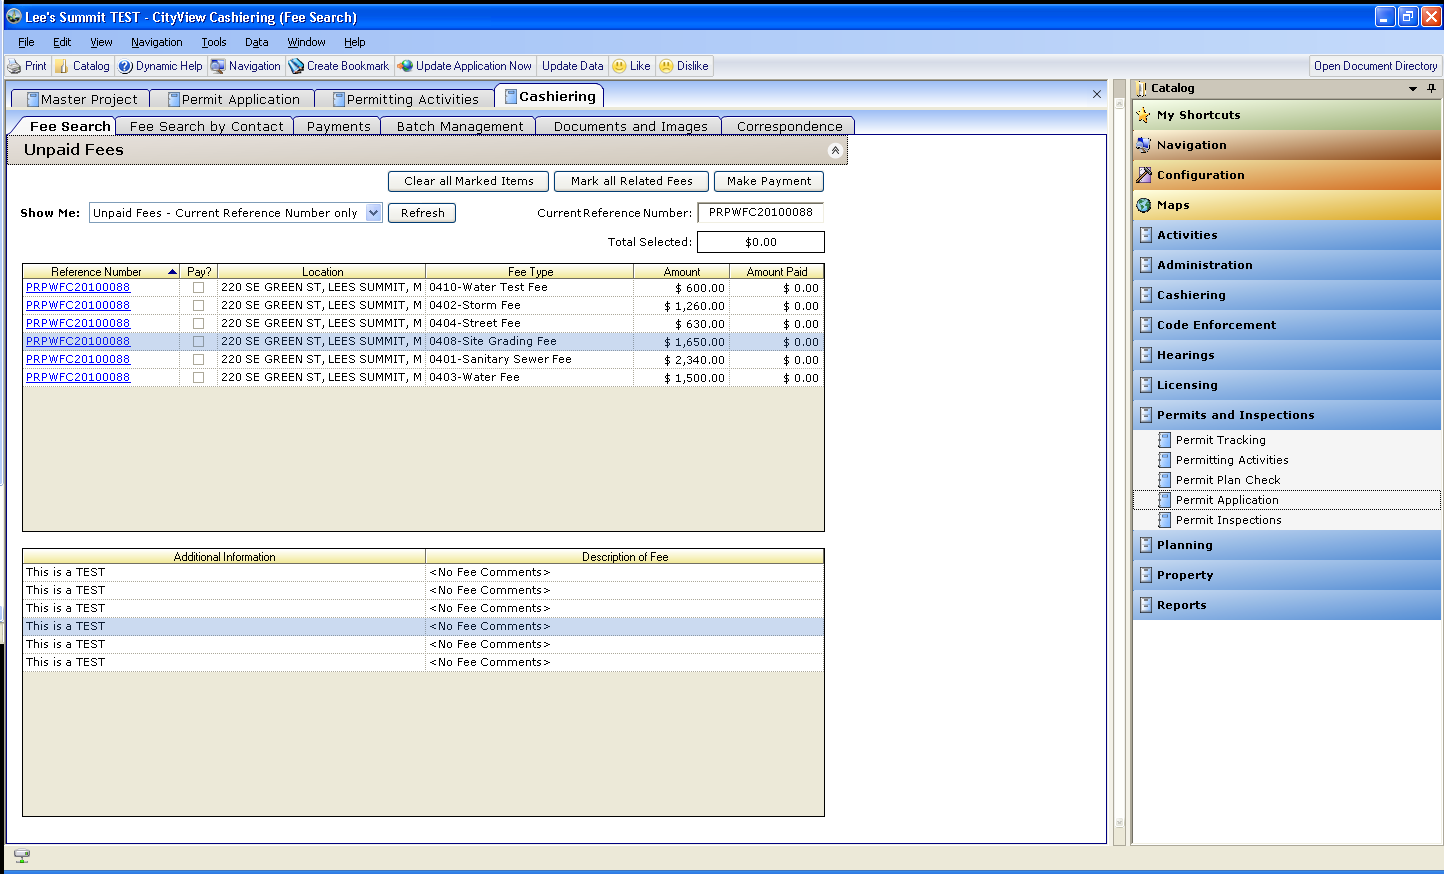 Lee's Summit TEST - CityView Cashiering (Fee Search)
File Edit View Navigation Tools Data Window Help
Print Catalog Dynamic Help Navigation Create Bookmark Update Application Now Update Data Like Dislike Open Document Directory
Master Project Permit Application Permitting Activities Cashiering
Fee Search Fee Search by Contact Payments Batch Management Documents and Images Correspondence
Unpaid Fees
Clear all Marked Items Mark all Related Fees Make Payment
Show Me: Unpaid Fees - Current Reference Number only Refresh Current Reference Number: PRPWFC20100088
Total Selected: $0.00
Reference Number Pay? Location Fee Type Amount Amount Paid
PRPWFC20100088 220 SE GREEN ST, LEES SUMMIT, M 0410-Water Test Fee $ 600.00 $ 0.00
PRPWFC20100088 220 SE GREEN ST, LEES SUMMIT, M 0402-Storm Fee $ 1,260.00 $ 0.00
PRPWFC20100088 220 SE GREEN ST, LEES SUMMIT, M 0404-Street Fee $ 630.00 $ 0.00
PRPWFC20100088 220 SE GREEN ST, LEES SUMMIT, M 0408-Site Grading Fee $ 1,650.00 $ 0.00
PRPWFC20100088 220 SE GREEN ST, LEES SUMMIT, M 0401-Sanitary Sewer Fee $ 2,340.00 $ 0.00
PRPWFC20100088 220 SE GREEN ST, LEES SUMMIT, M 0403-Water Fee $ 1,500.00 $ 0.00
Additional Information Description of Fee
This is a TEST <No Fee Comments>
This is a TEST <No Fee Comments>
This is a TEST <No Fee Comments>
This is a TEST <No Fee Comments>
This is a TEST <No Fee Comments>
This is a TEST <No Fee Comments>
Catalog
My Shortcuts
Navigation
Configuration
Maps
Activities
Administration
Cashiering
Code Enforcement
Hearings
Licensing
Permits and Inspections
Permit Tracking
Permitting Activities
Permit Plan Check
Permit Application
Permit Inspections
Planning
Property
Reports